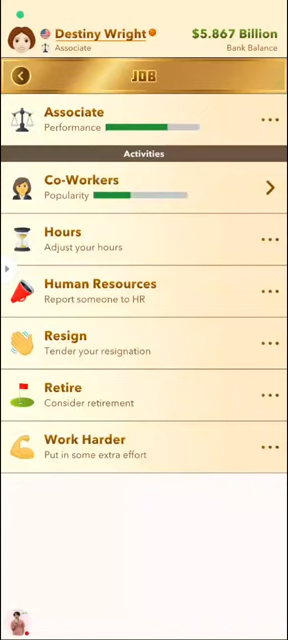 Destiny Wright
$5.867 Billion
Associate
Bank Balance
JOB
Associate
Performance
Activities
Co-Workers
Popularity
Hours
Adjust your hours
Human Resources
Report someone to HR
Resign
Tender your resignation
Retire
Consider retirement
Work Harder
Put in some extra effort